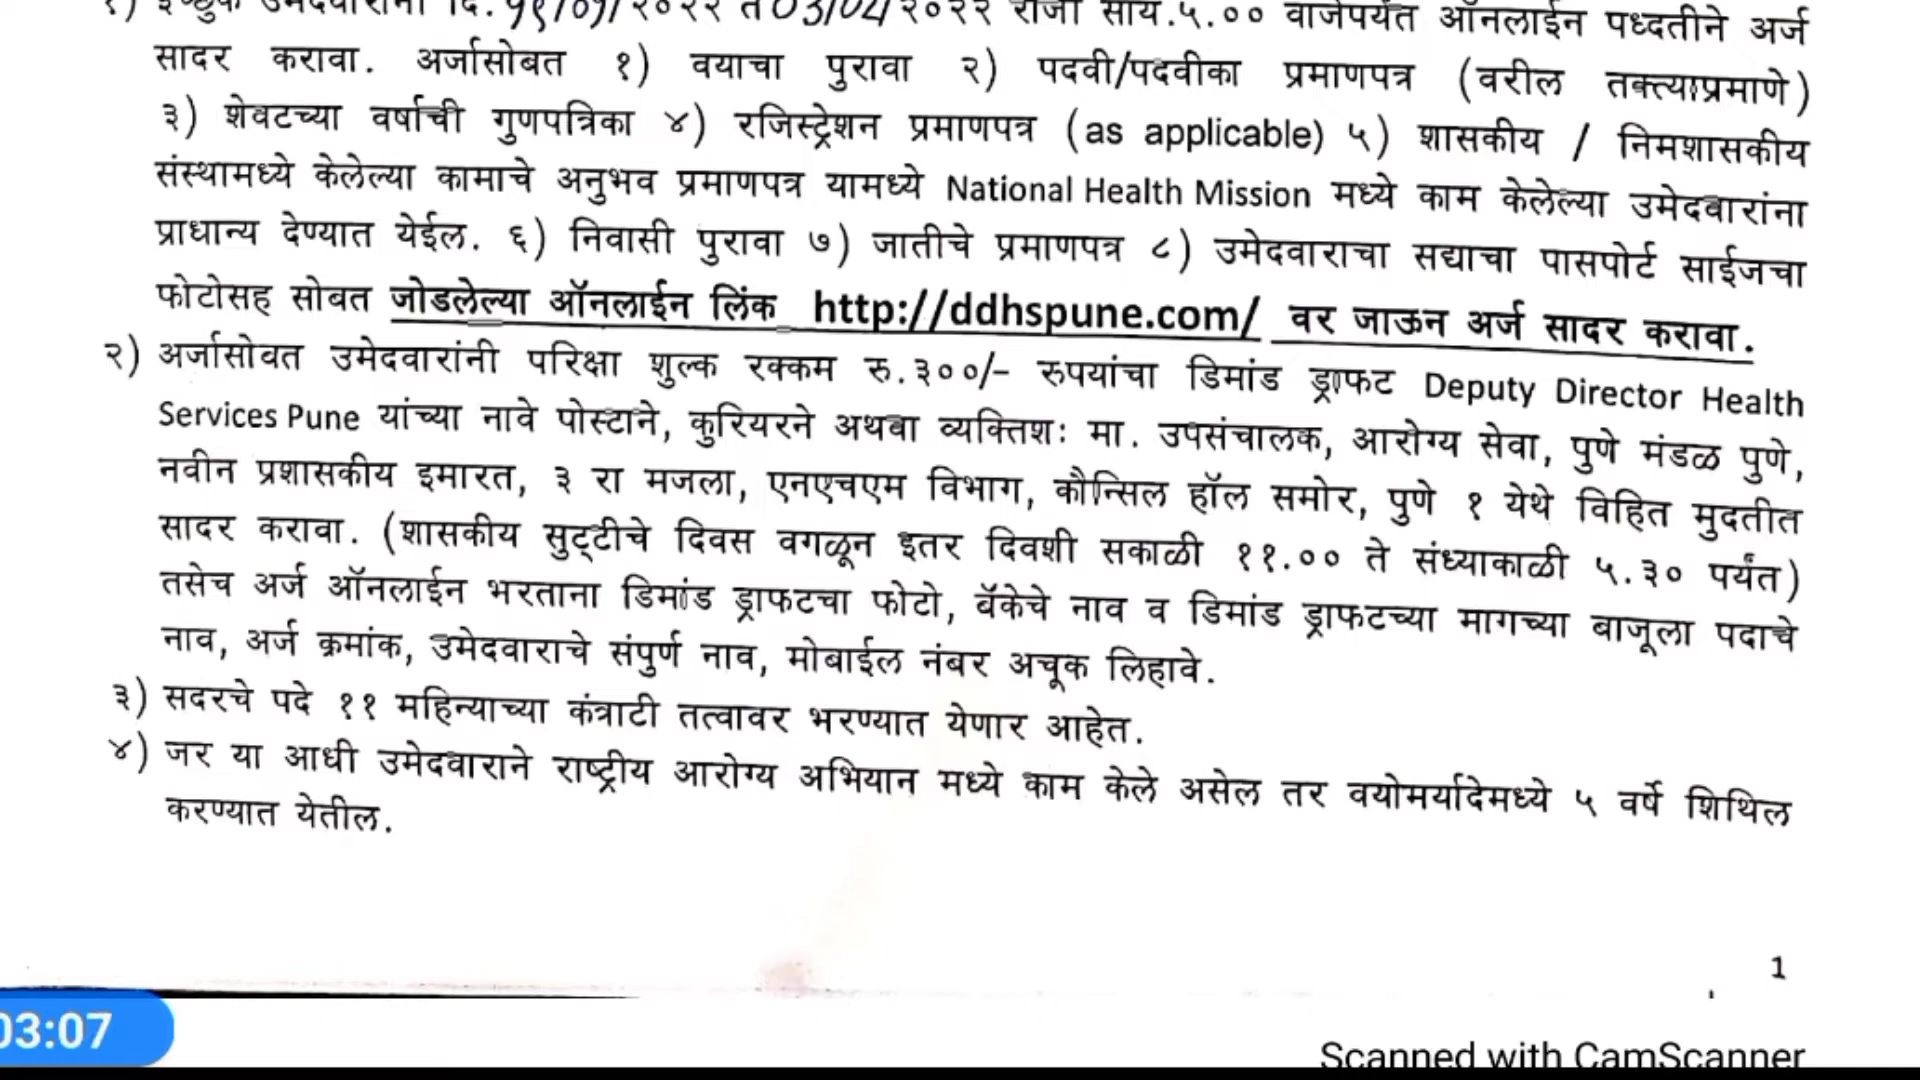 १) इच्छुक उमेदवारांनी दि. १९/०१/२०२२ ते 03/02/२०२२ रोजी सायं.५.०० वाजेपर्यंत ऑनलाईन पध्दतीने अर्ज
सादर करावा. अर्जासोबत १) वयाचा पुरावा २) पदवी/पदवीका प्रमाणपत्र (वरील तक्त्याप्रमाणे)
३) शेवटच्या वर्षाची गुणपत्रिका ४) रजिस्ट्रेशन प्रमाणपत्र (as applicable) ५) शासकीय / निमशासकीय
संस्थामध्ये केलेल्या कामाचे अनुभव प्रमाणपत्र यामध्ये National Health Mission मध्ये काम केलेल्या उमेदवारांना
प्राधान्य देण्यात येईल. ६) निवासी पुरावा ७) जातीचे प्रमाणपत्र ८) उमेदवाराचा सद्याचा पासपोर्ट साईजचा
फोटोसह सोबत जोडलेल्या ऑनलाईन लिंक http://ddhspune.com/ वर जाऊन अर्ज सादर करावा.
२) अर्जासोबत उमेदवारांनी परिक्षा शुल्क रक्कम रु.३००/- रुपयांचा डिमांड ड्राफट Deputy Director Health
Services Pune यांच्या नावे पोस्टाने, कुरियरने अथवा व्यक्तिशः मा. उपसंचालक, आरोग्य सेवा, पुणे मंडळ पुणे,
नवीन प्रशासकीय इमारत, ३ रा मजला, एनएचएम विभाग, कौन्सिल हॉल समोर, पुणे १ येथे विहित मुदतीत
सादर करावा. (शासकीय सुट्टीचे दिवस वगळून इतर दिवशी सकाळी ११.०० ते संध्याकाळी ५.३० पर्यंत)
तसेच अर्ज ऑनलाईन भरताना डिमांड ड्राफटचा फोटो, बॅकेचे नाव व डिमांड ड्राफटच्या मागच्या बाजूला पदाचे
नाव, अर्ज क्रमांक, उमेदवाराचे संपुर्ण नाव, मोबाईल नंबर अचूक लिहावे.
३) सदरचे पदे ११ महिन्याच्या कंत्राटी तत्वावर भरण्यात येणार आहेत.
४) जर या आधी उमेदवाराने राष्ट्रीय आरोग्य अभियान मध्ये काम केले असेल तर वयोमर्यादेमध्ये ५ वर्षे शिथिल
करण्यात येतील.
1
03:07
Scanned with CamScanner